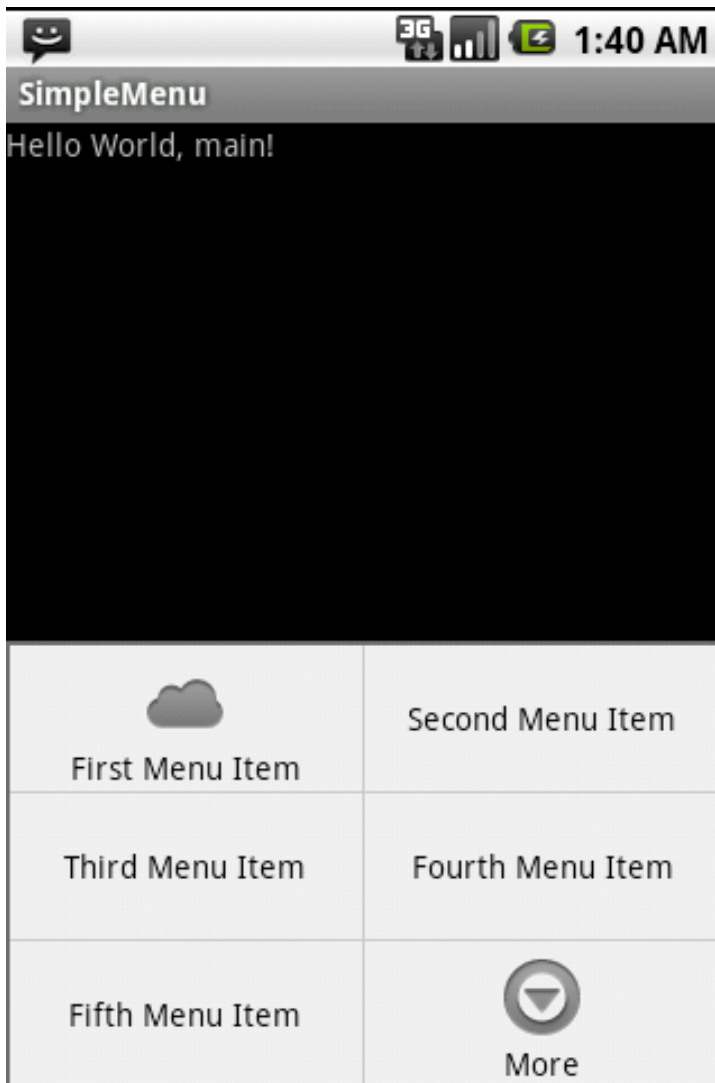 3G 1:40 AM
SimpleMenu
Hello World, main!
First Menu Item
Second Menu Item
Third Menu Item
Fourth Menu Item
Fifth Menu Item
More